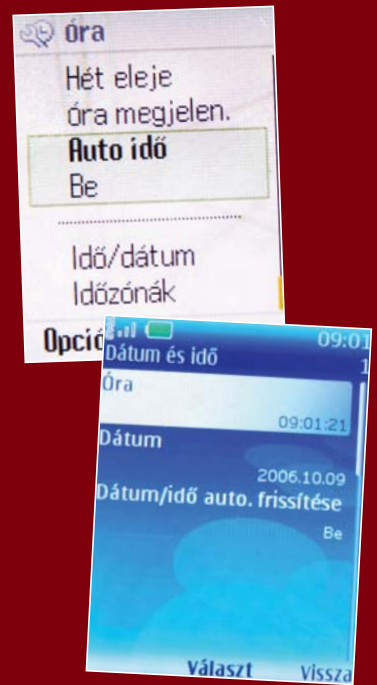 óra
Hét eleje
óra megjelen.
Auto idő
Be
Idő/dátum
Időzónák
09:01
Dátum és idő
1
Óra
09:01:21
Dátum
2006.10.09
Dátum/idő auto. frissítése
Be
Választ
Vissza